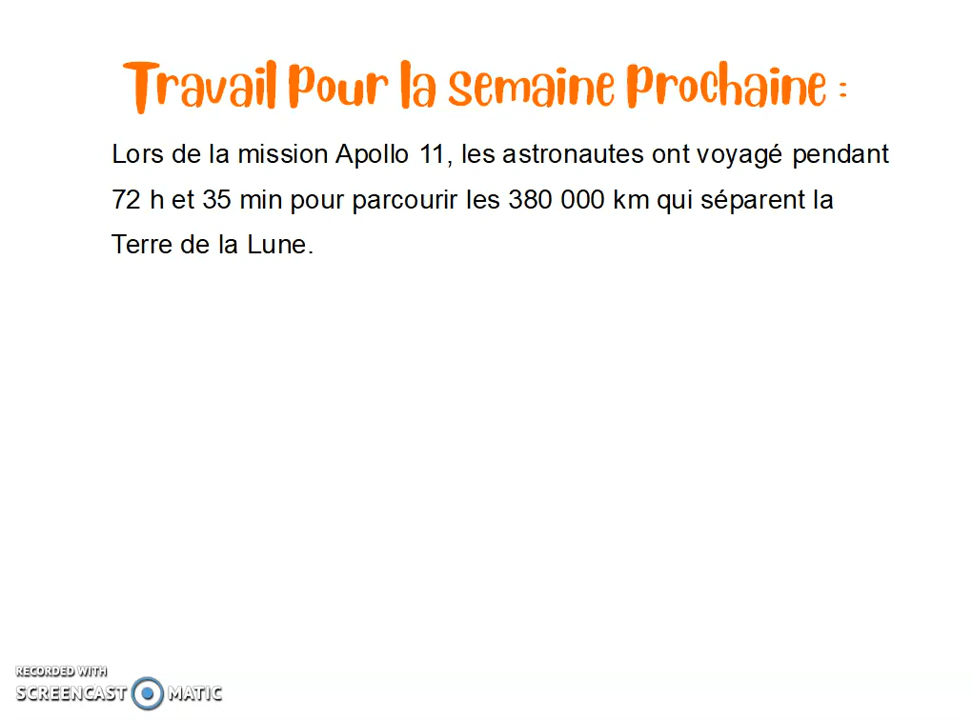 Travail pour la semaine prochaine :
Lors de la mission Apollo 11, les astronautes ont voyagé pendant
72 h et 35 min pour parcourir les 380 000 km qui séparent la
Terre de la Lune.
RECORDED WITH
SCREENCAST MATIC